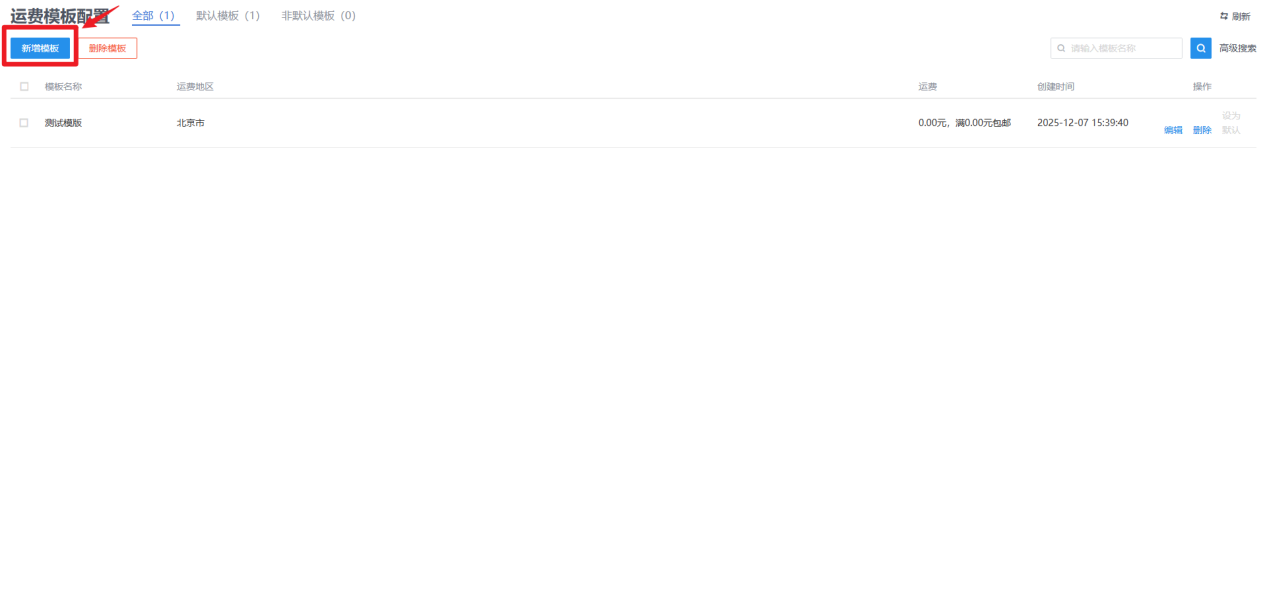 运费模板配置 全部（1） 默认模板（1） 非默认模板（0） 刷新
新增模板 删除模板 请输入模板名称 高级搜索
模板名称 运费地区 运费 创建时间 操作
测试模版 北京市 0.00元，满0.00元包邮 2025-12-07 15:39:40 编辑 删除 设为默认